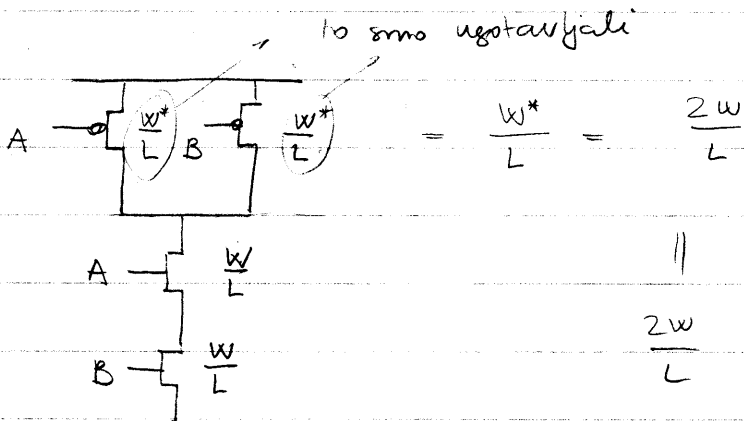 to smo ugotavljali
A W*/L B W*/L = W*/L = 2W/L
A W/L ||
B W/L 2W/L